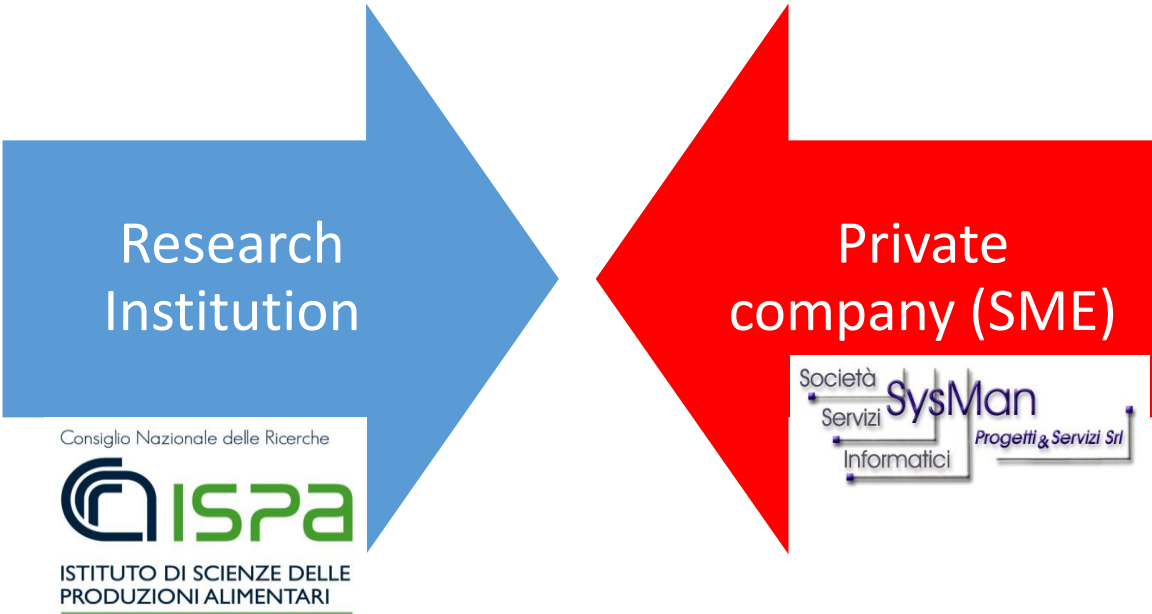 Research
Institution
Private
company (SME)
Società
Servizi
Informatici
SysMan
Progetti & Servizi Srl
Consiglio Nazionale delle Ricerche
ISPa
ISTITUTO DI SCIENZE DELLE
PRODUZIONI ALIMENTARI